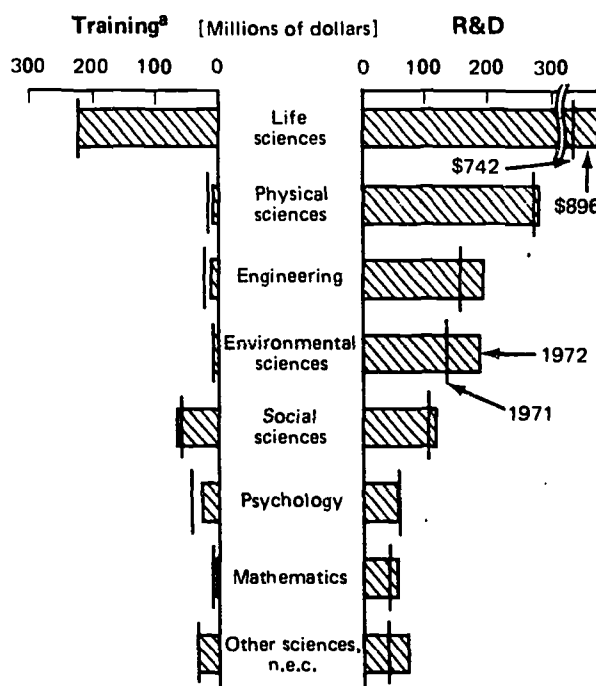 Trainingª [Millions of dollars] R&D
300 200 100 0 0 100 200 300
Life
sciences
$742
$896
Physical
sciences
Engineering
Environmental
sciences
1972
1971
Social
sciences
Psychology
Mathematics
Other sciences,
n.e.c.